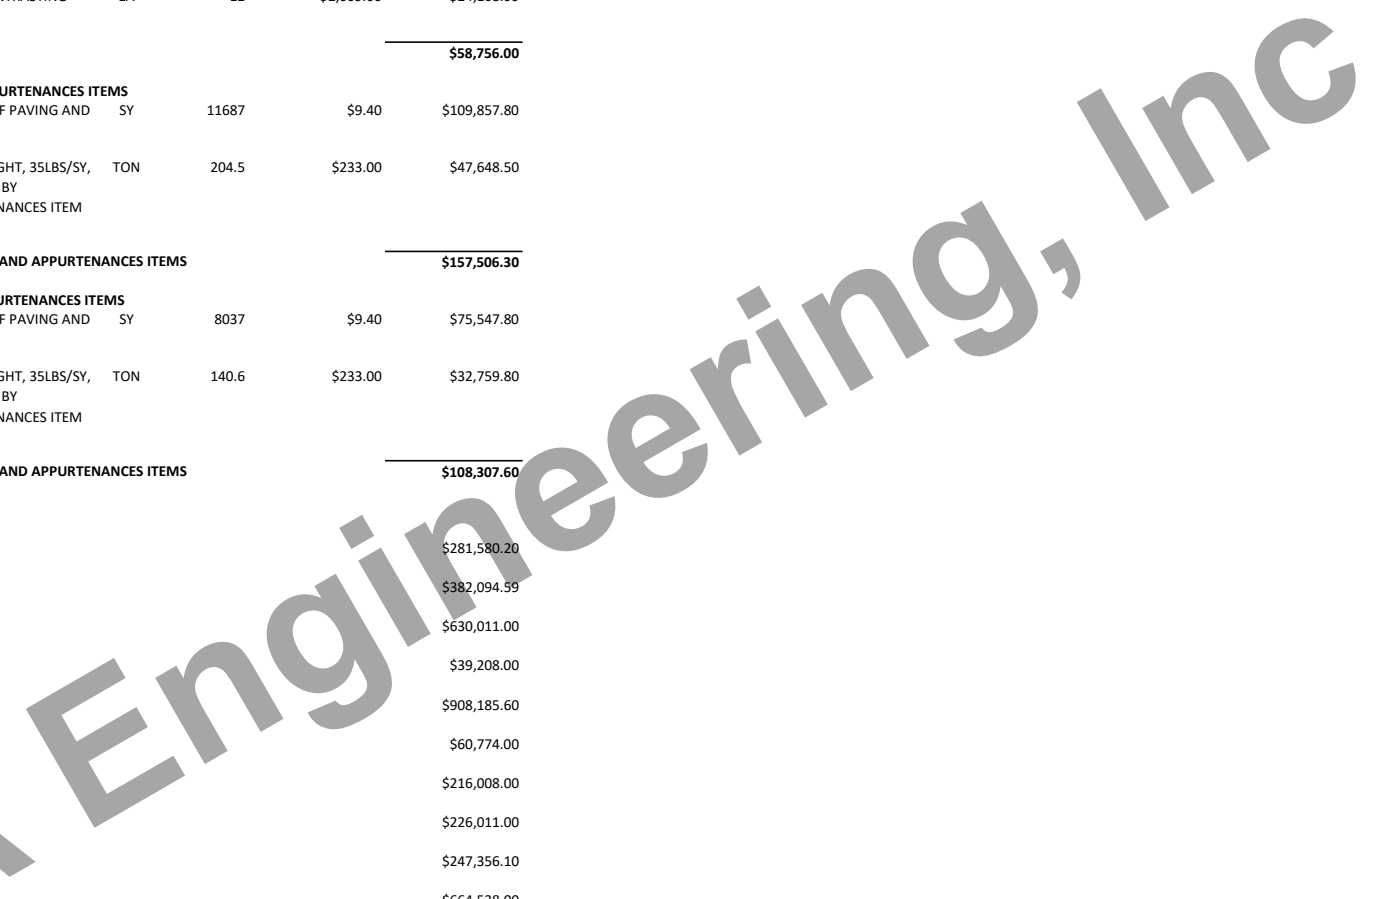 $58,756.00
URTENANCES ITEMS
F PAVING AND SY 11687 $9.40 $109,857.80
GHT, 35LBS/SY, TON 204.5 $233.00 $47,648.50
BY
NANCES ITEM
AND APPURTENANCES ITEMS $157,506.30
URTENANCES ITEMS
F PAVING AND SY 8037 $9.40 $75,547.80
GHT, 35LBS/SY, TON 140.6 $233.00 $32,759.80
BY
NANCES ITEM
AND APPURTENANCES ITEMS $108,307.60
$281,580.20
$382,094.59
$630,011.00
$39,208.00
$908,185.60
$60,774.00
$216,008.00
$226,011.00
$247,356.10
Engineering, Inc